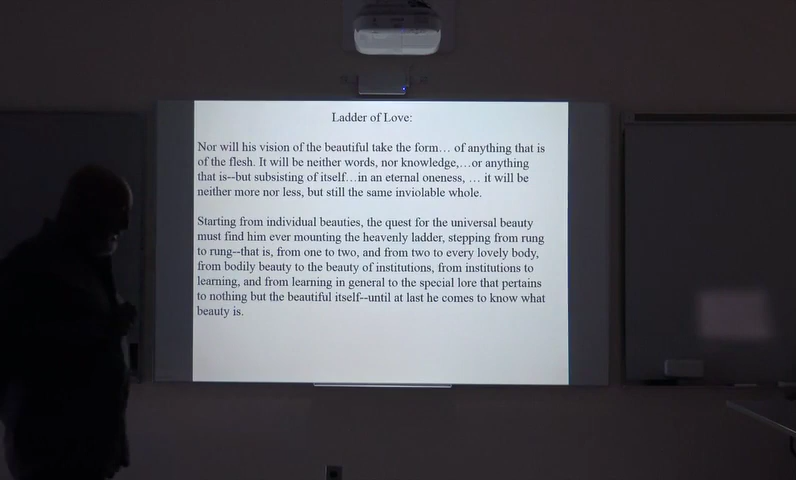 Ladder of Love:
Nor will his vision of the beautiful take the form… of anything that is
of the flesh. It will be neither words, nor knowledge,…or anything
that is--but subsisting of itself…in an eternal oneness, … it will be
neither more nor less, but still the same inviolable whole.
Starting from individual beauties, the quest for the universal beauty
must find him ever mounting the heavenly ladder, stepping from rung
to rung--that is, from one to two, and from two to every lovely body,
from bodily beauty to the beauty of institutions, from institutions to
learning, and from learning in general to the special lore that pertains
to nothing but the beautiful itself--until at last he comes to know what
beauty is.